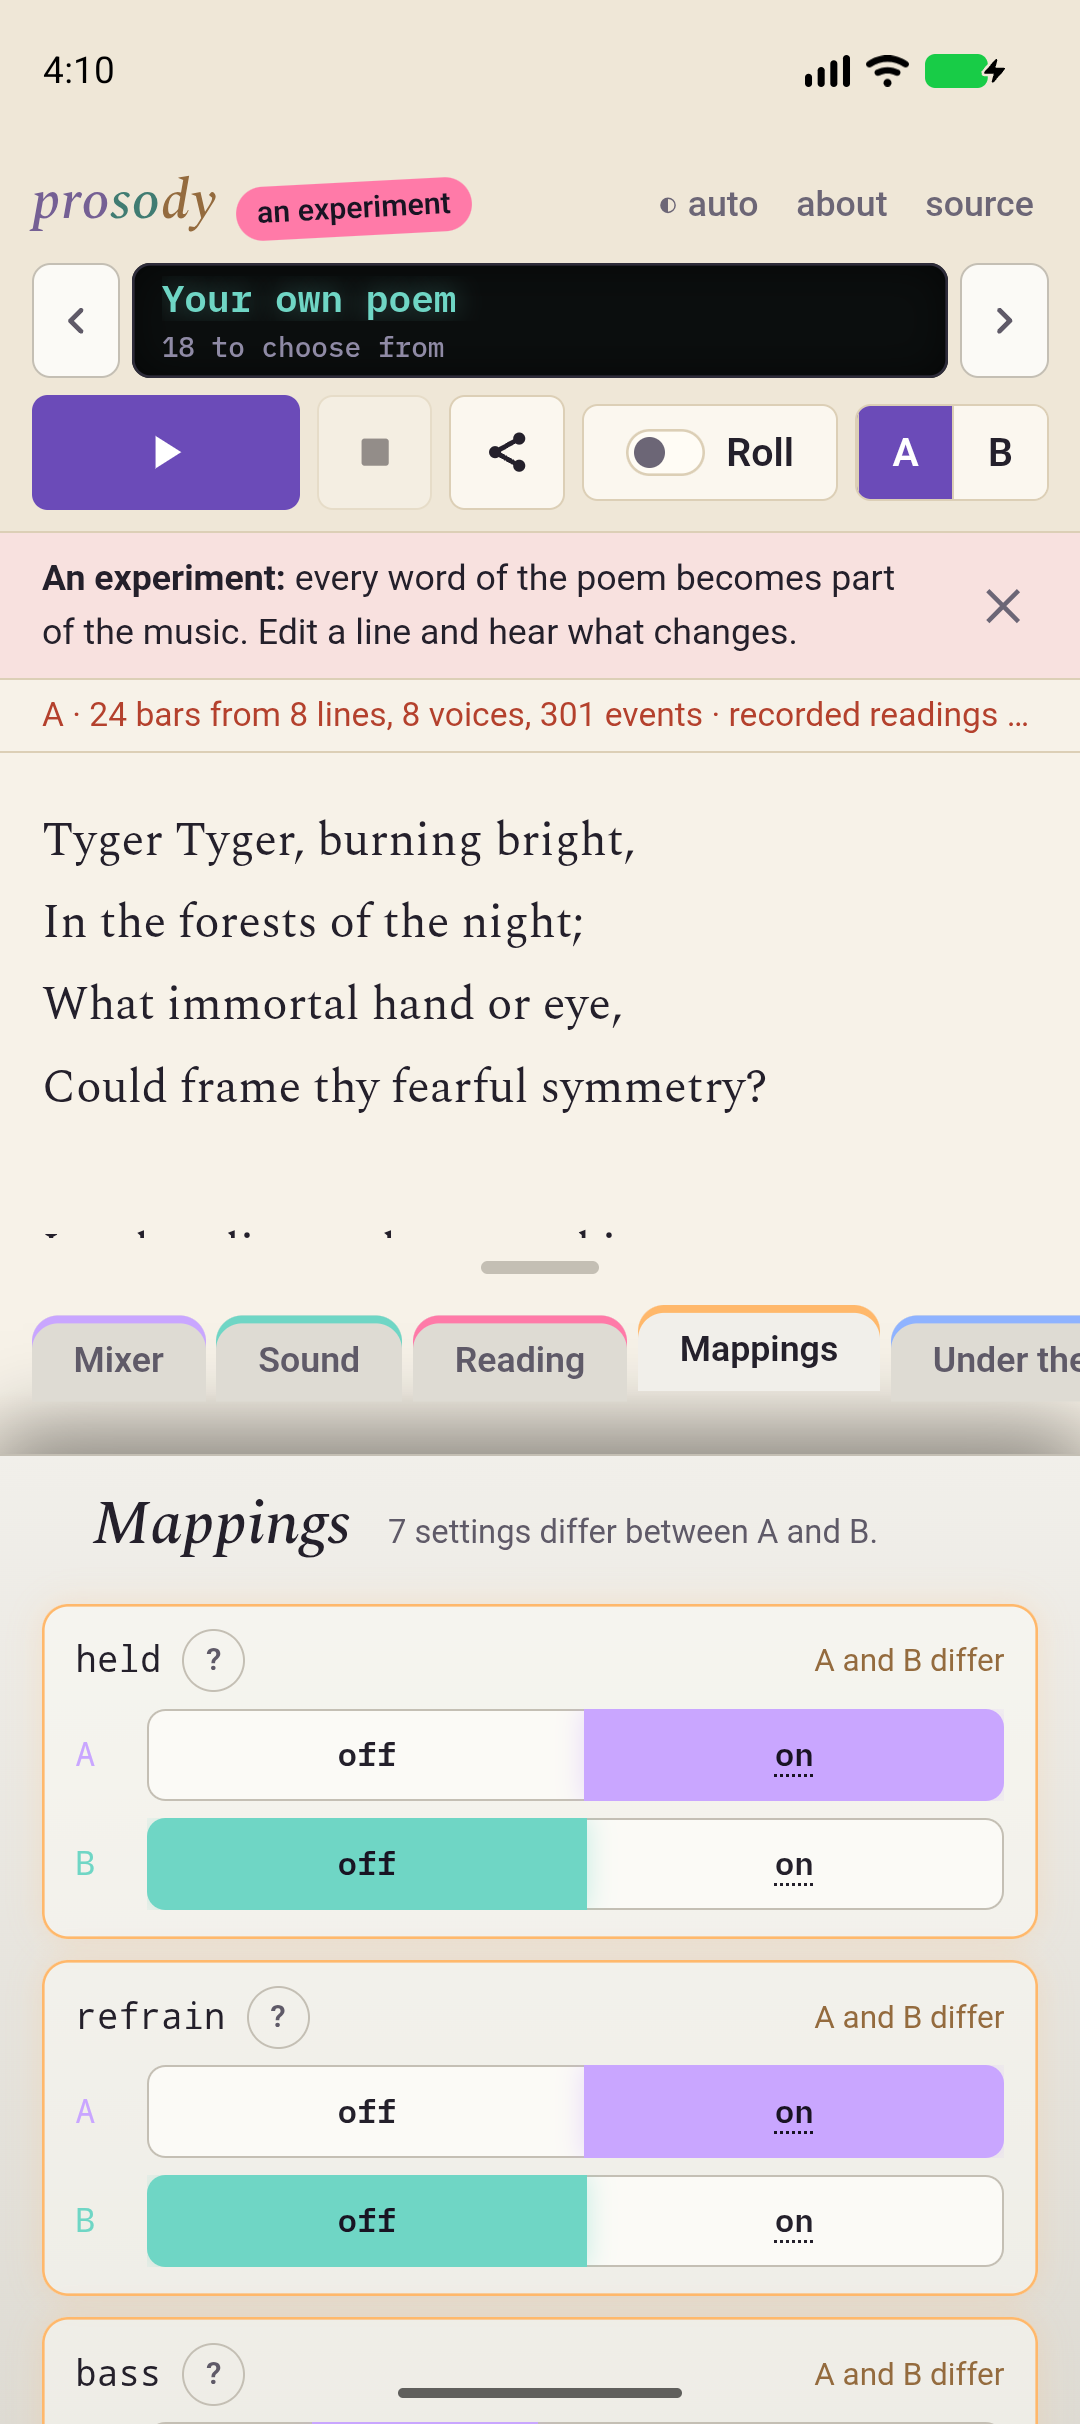 4:10
prosody an experiment auto about source
Your own poem
18 to choose from
Roll A B
An experiment: every word of the poem becomes part
of the music. Edit a line and hear what changes.
A · 24 bars from 8 lines, 8 voices, 301 events · recorded readings ...
Tyger Tyger, burning bright,
In the forests of the night;
What immortal hand or eye,
Could frame thy fearful symmetry?
Mixer Sound Reading Mappings Under the
Mappings 7 settings differ between A and B.
held ? A and B differ
A off on
B off on
refrain ? A and B differ
A off on
B off on
bass ? A and B differ